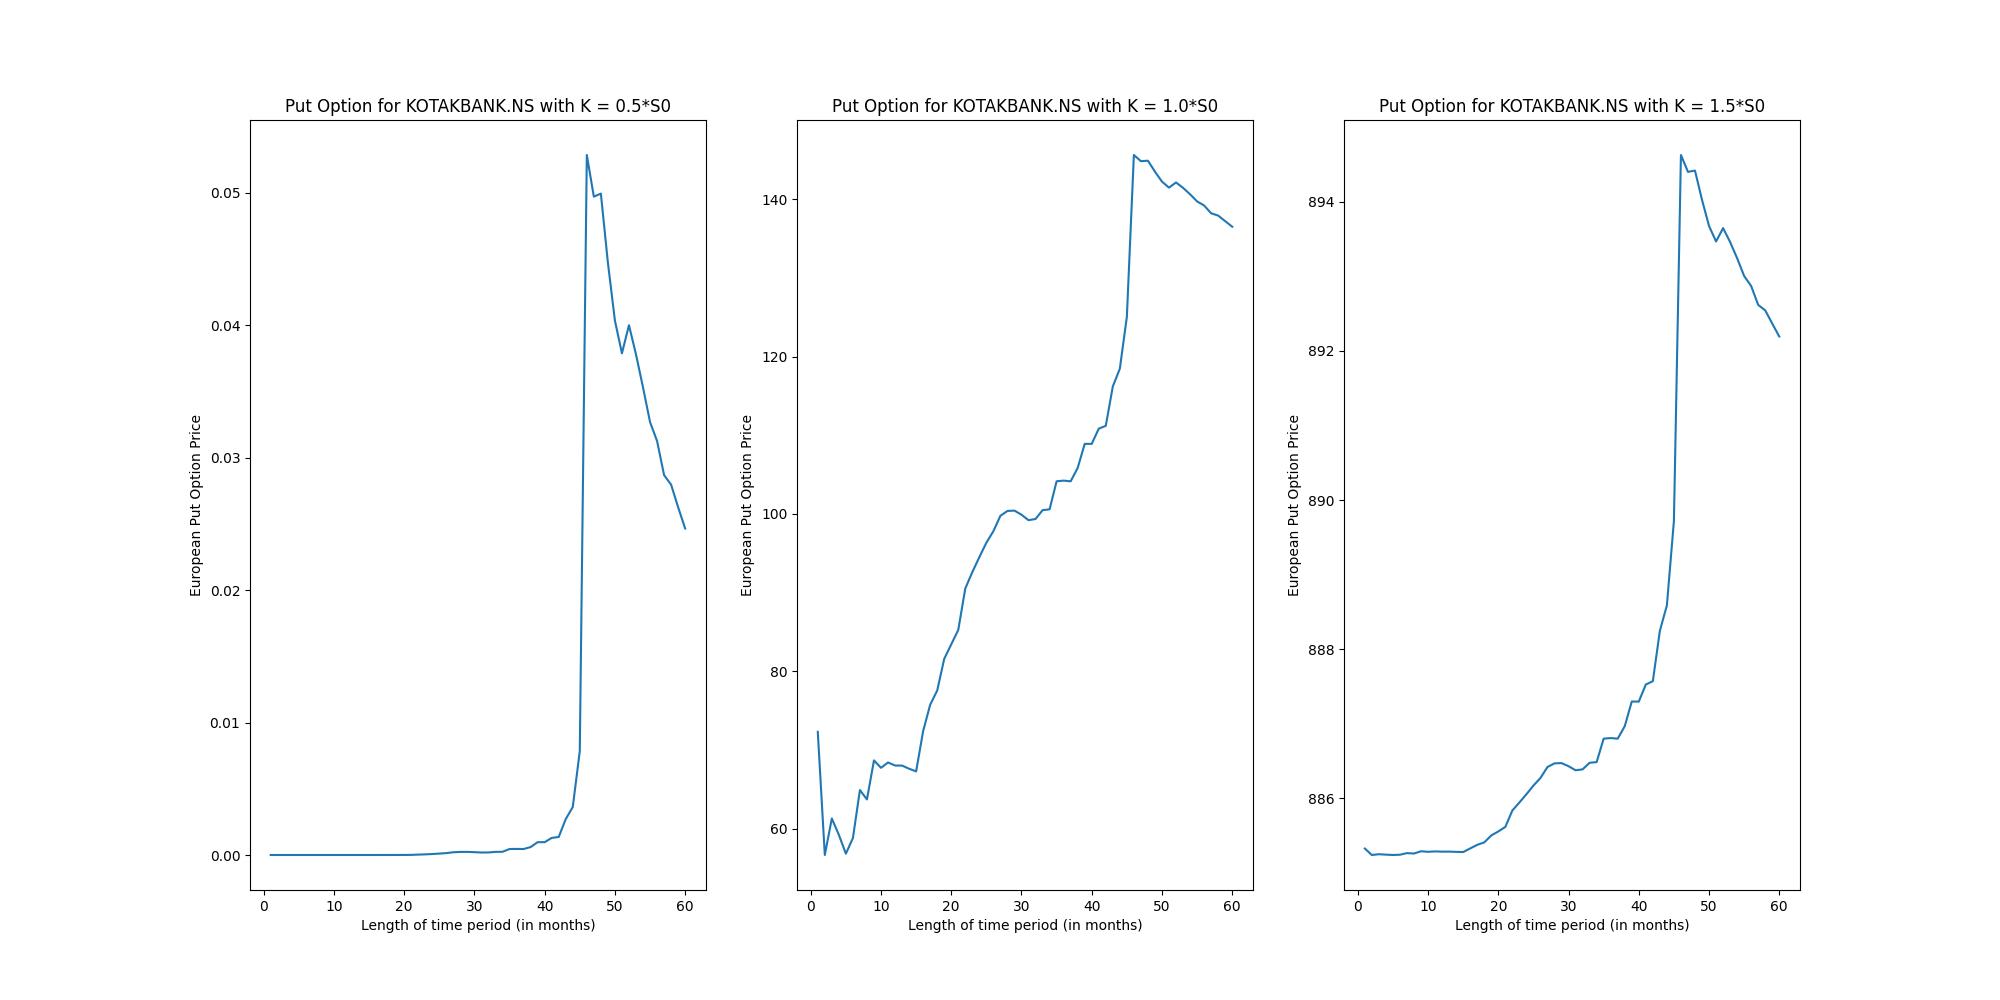 Put Option for KOTAKBANK.NS with K = 0.5*S0
European Put Option Price
0.05
0.04
0.03
0.02
0.01
0.00
0 10 20 30 40 50 60
Length of time period (in months)
Put Option for KOTAKBANK.NS with K = 1.0*S0
European Put Option Price
140
120
100
80
60
0 10 20 30 40 50 60
Length of time period (in months)
Put Option for KOTAKBANK.NS with K = 1.5*S0
European Put Option Price
894
892
890
888
886
0 10 20 30 40 50 60
Length of time period (in months)